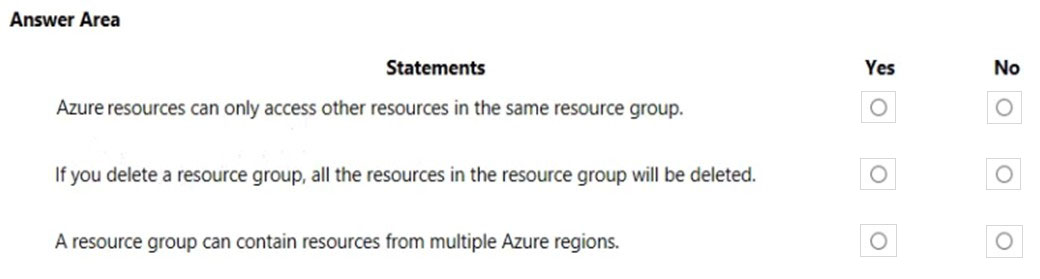 Answer Area
Statements Yes No
Azure resources can only access other resources in the same resource group.
If you delete a resource group, all the resources in the resource group will be deleted.
A resource group can contain resources from multiple Azure regions.